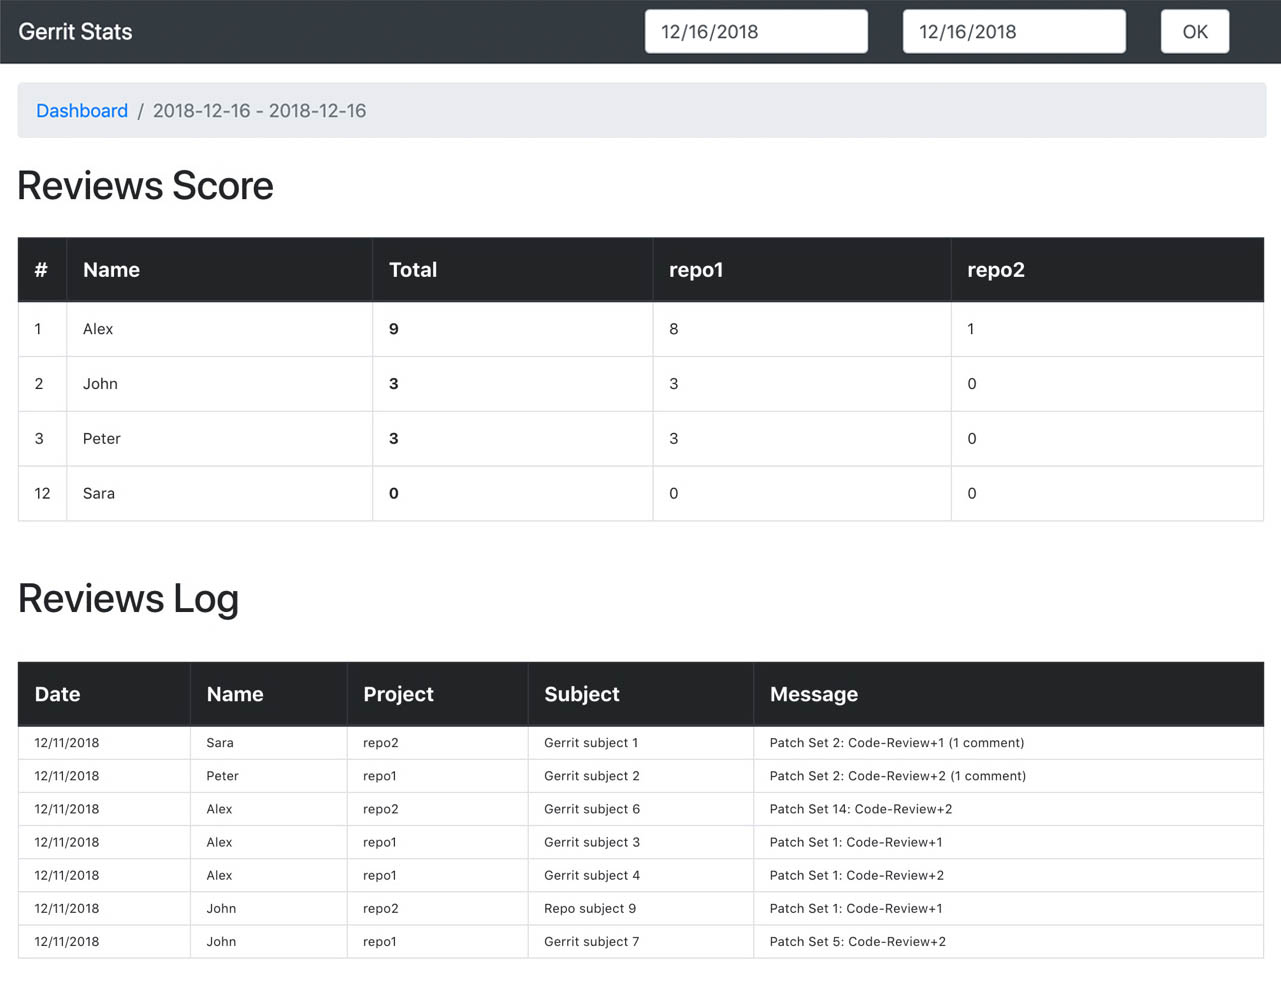 Gerrit Stats 12/16/2018 12/16/2018 OK
Dashboard / 2018-12-16 - 2018-12-16
Reviews Score
# Name Total repo1 repo2
1 Alex 9 8 1
2 John 3 3 0
3 Peter 3 3 0
12 Sara 0 0 0
Reviews Log
Date Name Project Subject Message
12/11/2018 Sara repo2 Gerrit subject 1 Patch Set 2: Code-Review+1 (1 comment)
12/11/2018 Peter repo1 Gerrit subject 2 Patch Set 2: Code-Review+2 (1 comment)
12/11/2018 Alex repo2 Gerrit subject 6 Patch Set 14: Code-Review+2
12/11/2018 Alex repo1 Gerrit subject 3 Patch Set 1: Code-Review+1
12/11/2018 Alex repo1 Gerrit subject 4 Patch Set 1: Code-Review+2
12/11/2018 John repo2 Repo subject 9 Patch Set 1: Code-Review+1
12/11/2018 John repo1 Gerrit subject 7 Patch Set 5: Code-Review+2